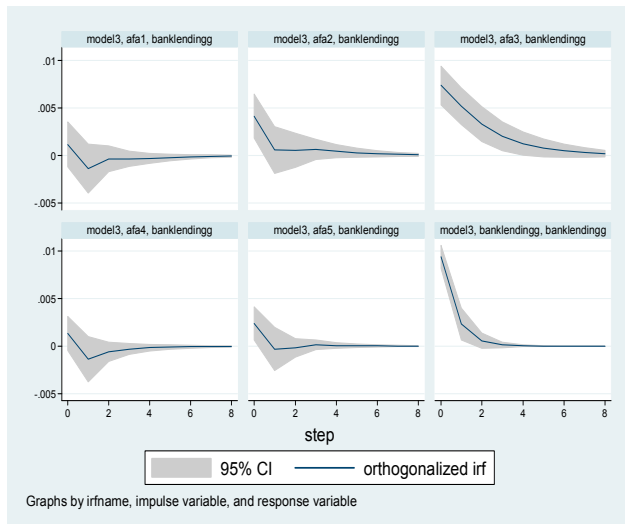 model3, afa1, banklendingg
model3, afa2, banklendingg
model3, afa3, banklendingg
.01
.005
0
-.005
model3, afa4, banklendingg
model3, afa5, banklendingg
model3, banklendingg, banklendingg
.01
.005
0
-.005
0 2 4 6 8
0 2 4 6 8
0 2 4 6 8
step
95% CI
orthogonalized irf
Graphs by irfname, impulse variable, and response variable